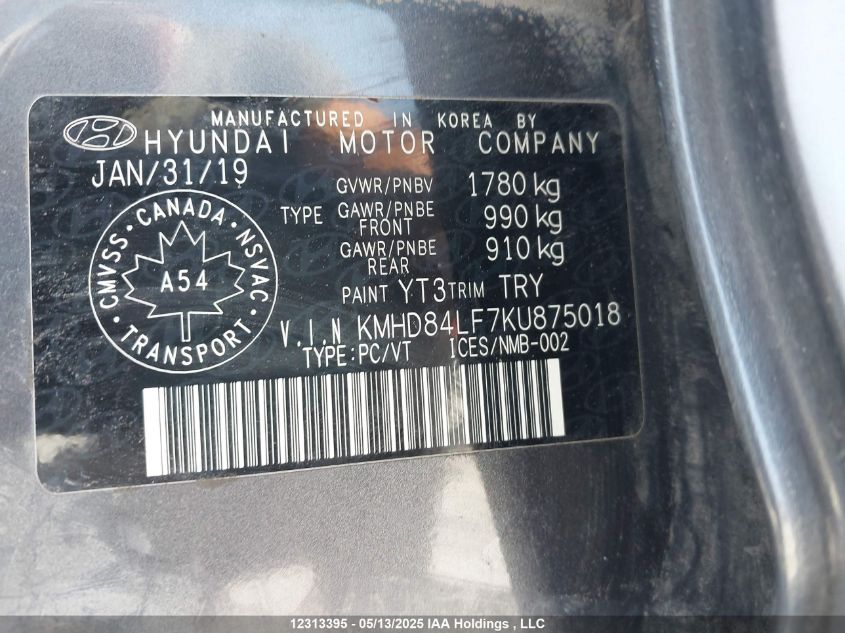 MANUFACTURED IN KOREA BY
HYUNDAI MOTOR COMPANY
JAN/31/19
GVWR/PNBV 1780 kg
TYPE GAWR/PNBE FRONT 990 kg
GAWR/PNBE REAR 910 kg
PAINT YT3 TRIM TRY
V.I.N KMHD84LF7KU875018
TYPE:PC/VT ICES/NMB-002
CMVSS · CANADA · NSVAC
A54
TRANSPORT
12313395 - 05/13/2025 IAA Holdings , LLC